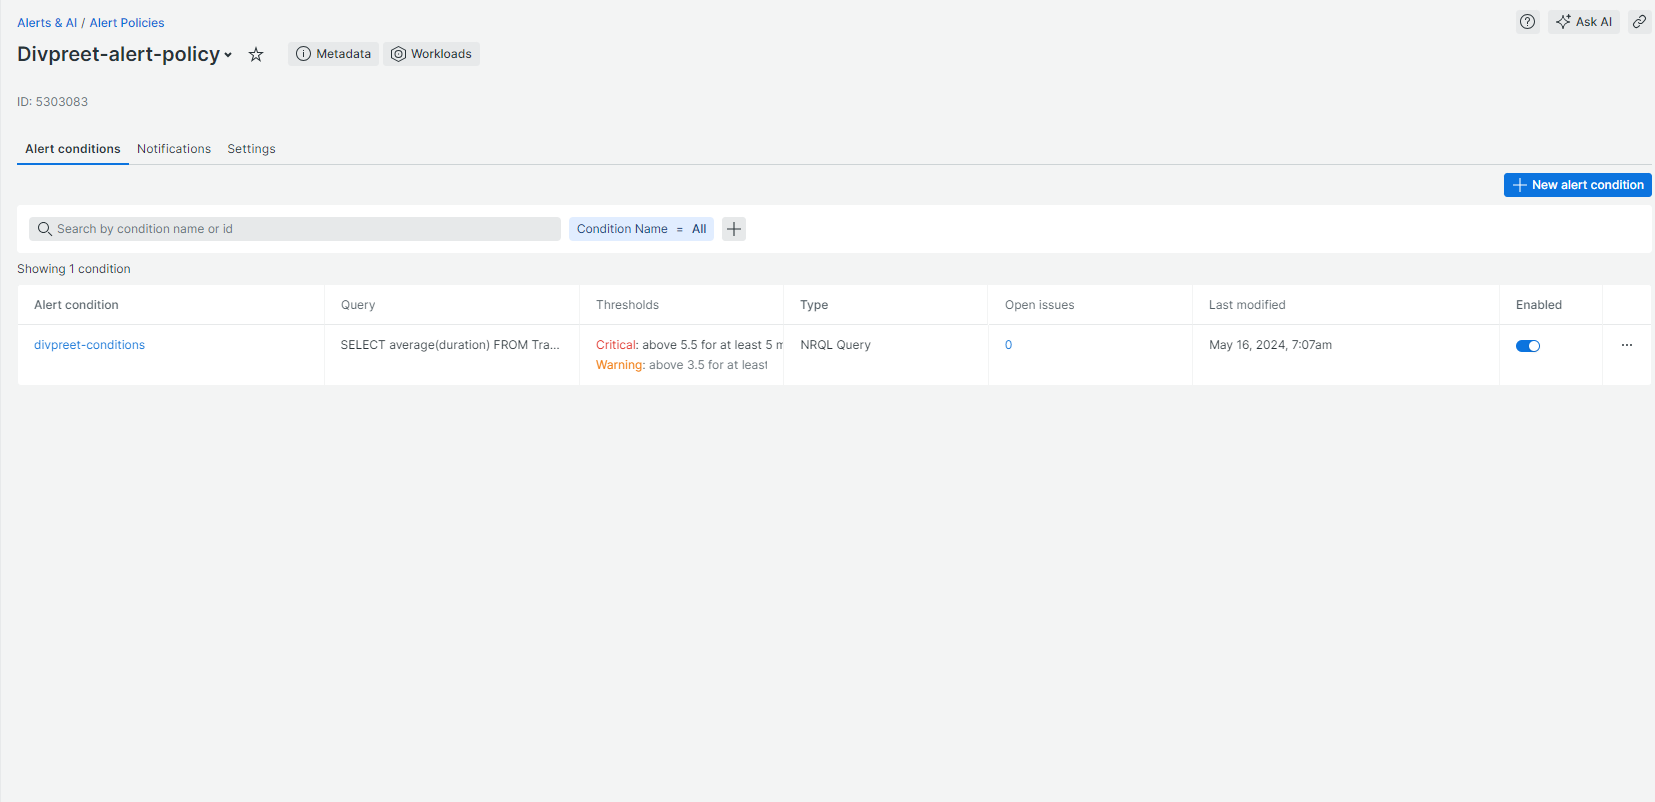 Alerts & AI / Alert Policies
Ask AI
Divpreet-alert-policy
Metadata
Workloads
ID: 5303083
Alert conditions Notifications Settings
New alert condition
Search by condition name or id
Condition Name = All
Showing 1 condition
Alert condition Query Thresholds Type Open issues Last modified Enabled
divpreet-conditions SELECT average(duration) FROM Tra... Critical: above 5.5 for at least 5 m NRQL Query 0 May 16, 2024, 7:07am ...
Warning: above 3.5 for at least